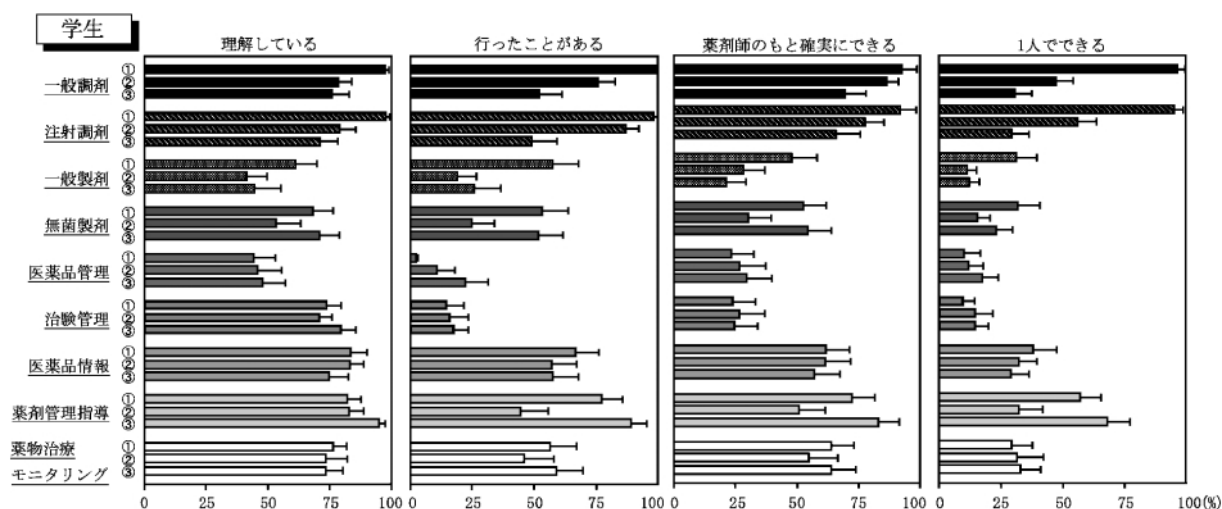 学生
理解している 行ったことがある 薬剤師のもと確実にできる 1人でできる
①
一般調剤 ②
③
①
注射調剤 ②
③
①
一般製剤 ②
③
①
無菌製剤 ②
③
①
医薬品管理 ②
③
①
治験管理 ②
③
①
医薬品情報 ②
③
①
薬剤管理指導 ②
③
薬物治療 ①
②
モニタリング ③
0 25 50 75 100 0 25 50 75 100 0 25 50 75 100 0 25 50 75 100(%)